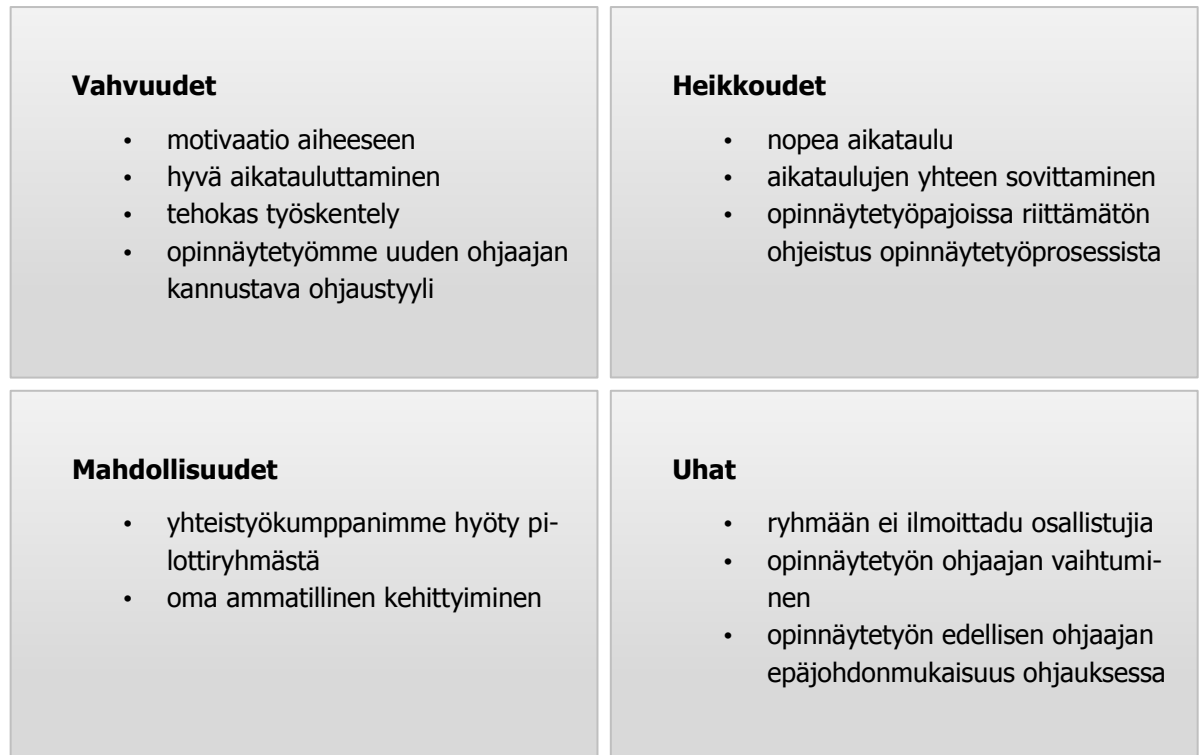 Vahvuudet
• motivaatio aiheeseen
• hyvä aikatauluttaminen
• tehokas työskentely
• opinnäytetyömme uuden ohjaajan
kannustava ohjaustyyli
Heikkoudet
• nopea aikataulu
• aikataulujen yhteen sovittaminen
• opinnäytetyöpajoissa riittämätön
ohjeistus opinnäytetyöprosessista
Mahdollisuudet
• yhteistyökumppanimme hyöty pi-
lottiryhmästä
• oma ammatillinen kehittyiminen
Uhat
• ryhmään ei ilmoittadu osallistujia
• opinnäytetyön ohjaajan vaihtumi-
nen
• opinnäytetyön edellisen ohjaajan
epäjohdonmukaisuus ohjauksessa